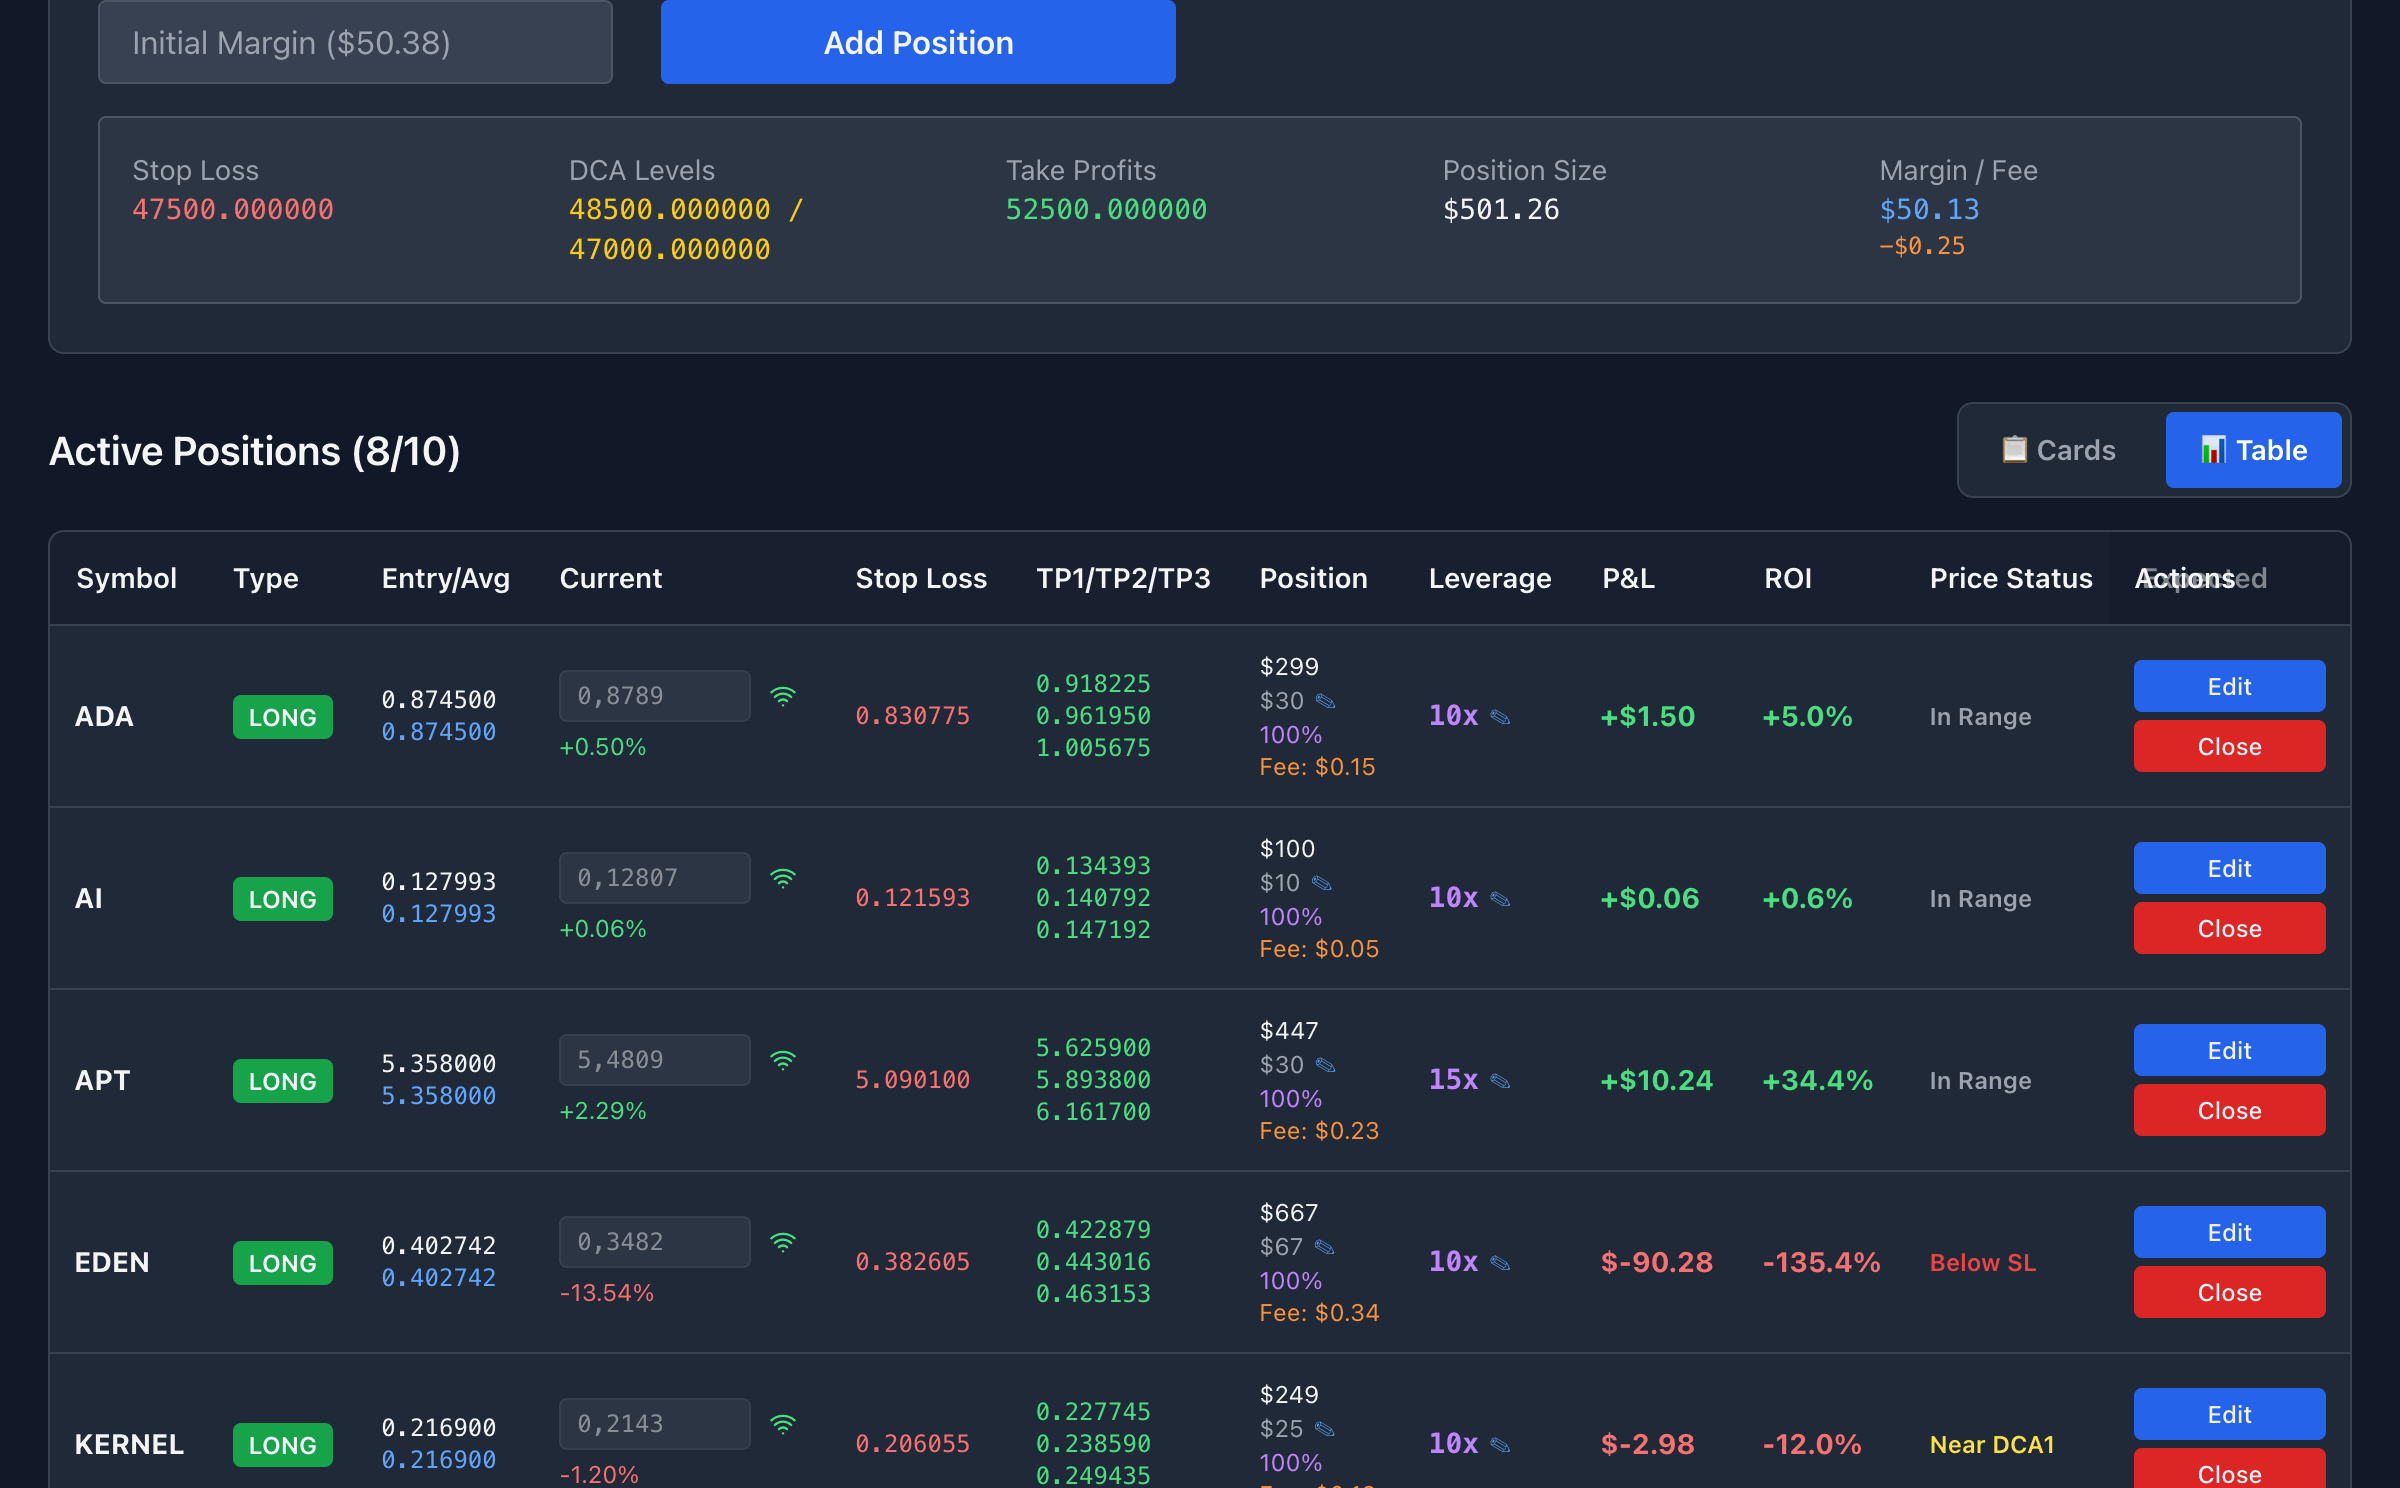 Initial Margin ($50.38)
Add Position
Stop Loss
47500.000000
DCA Levels
48500.000000 /
47000.000000
Take Profits
52500.000000
Position Size
$501.26
Margin / Fee
$50.13
−$0.25
Active Positions (8/10)
📋 Cards
📊 Table
Symbol Type Entry/Avg Current Stop Loss TP1/TP2/TP3 Position Leverage P&L ROI Price Status Actions Expected
ADA
LONG
0.874500
0.874500
0,8789
+0.50%
0.830775
0.918225
0.961950
1.005675
$299
$30 ✎
100%
Fee: $0.15
10x ✎
+$1.50
+5.0%
In Range
Edit
Close
AI
LONG
0.127993
0.127993
0,12807
+0.06%
0.121593
0.134393
0.140792
0.147192
$100
$10 ✎
100%
Fee: $0.05
10x ✎
+$0.06
+0.6%
In Range
Edit
Close
APT
LONG
5.358000
5.358000
5,4809
+2.29%
5.090100
5.625900
5.893800
6.161700
$447
$30 ✎
100%
Fee: $0.23
15x ✎
+$10.24
+34.4%
In Range
Edit
Close
EDEN
LONG
0.402742
0.402742
0,3482
-13.54%
0.382605
0.422879
0.443016
0.463153
$667
$67 ✎
100%
Fee: $0.34
10x ✎
$-90.28
-135.4%
Below SL
Edit
Close
KERNEL
LONG
0.216900
0.216900
0,2143
-1.20%
0.206055
0.227745
0.238590
0.249435
$249
$25 ✎
100%
10x ✎
$-2.98
-12.0%
Near DCA1
Edit
Close